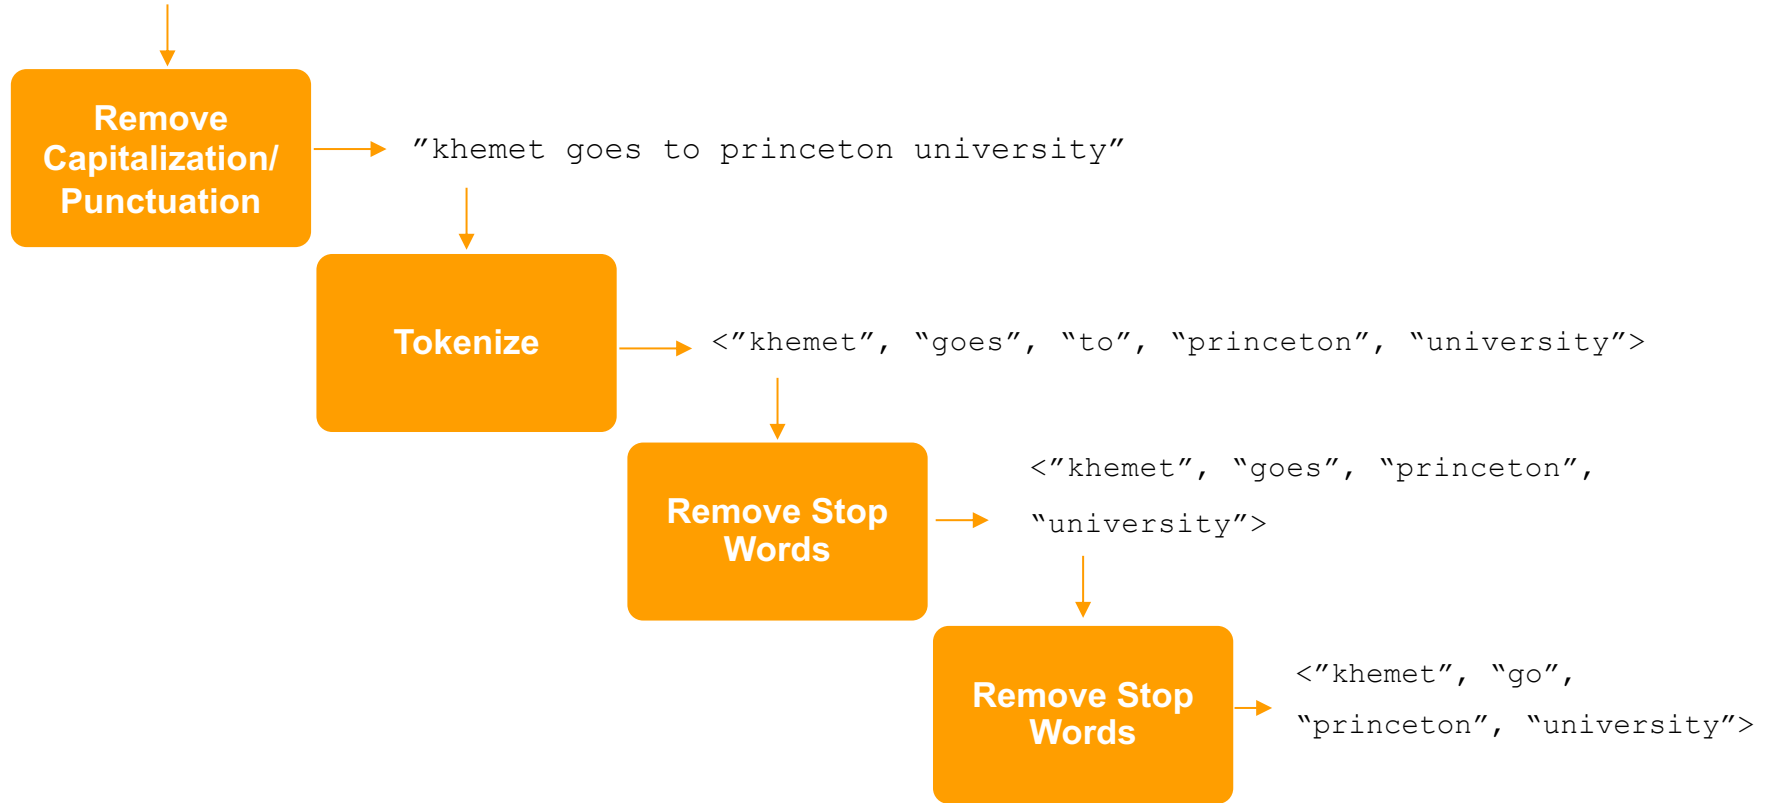 Remove
Capitalization/
Punctuation
”khemet goes to princeton university”
Tokenize
<”khemet”, “goes”, “to”, “princeton”, “university”>
Remove Stop
Words
<”khemet”, “goes”, “princeton”,
“university”>
Remove Stop
Words
<”khemet”, “go”,
“princeton”, “university”>